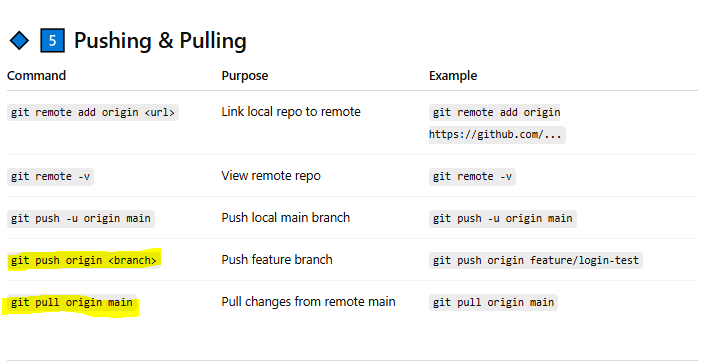 5 Pushing & Pulling
Command Purpose Example
git remote add origin <url> Link local repo to remote git remote add origin
https://github.com/...
git remote -v View remote repo git remote -v
git push -u origin main Push local main branch git push -u origin main
git push origin <branch> Push feature branch git push origin feature/login-test
git pull origin main Pull changes from remote main git pull origin main